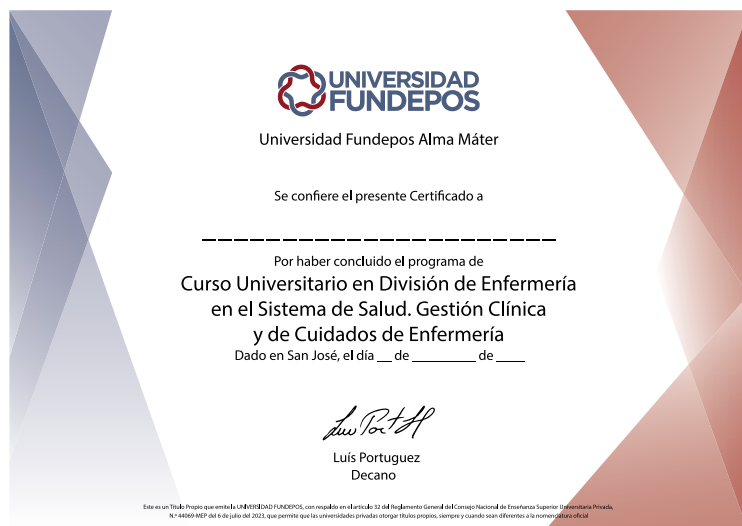 UNIVERSIDAD
FUNDEPOS
Universidad Fundepos Alma Máter
Se confiere el presente Certificado a
_ _ _ _ _ _ _ _ _ _ _ _ _ _ _ _ _ _ _ _ _ _
Por haber concluido el programa de
Curso Universitario en División de Enfermería
en el Sistema de Salud. Gestión Clínica
y de Cuidados de Enfermería
Dado en San José, el día __ de _________ de ____
Luís Portuguez
Decano
Este es un Título Propio que emite la UNIVERSIDAD FUNDEPOS, con respaldo en el artículo 32 del Reglamento General del Consejo Nacional de Enseñanza Superior Universitaria Privada,
N.º 44069-MEP del 6 de julio del 2023, que permite que las universidades privadas otorgar títulos propios, siempre y cuando sean diferentes a la nomenclatura oficial